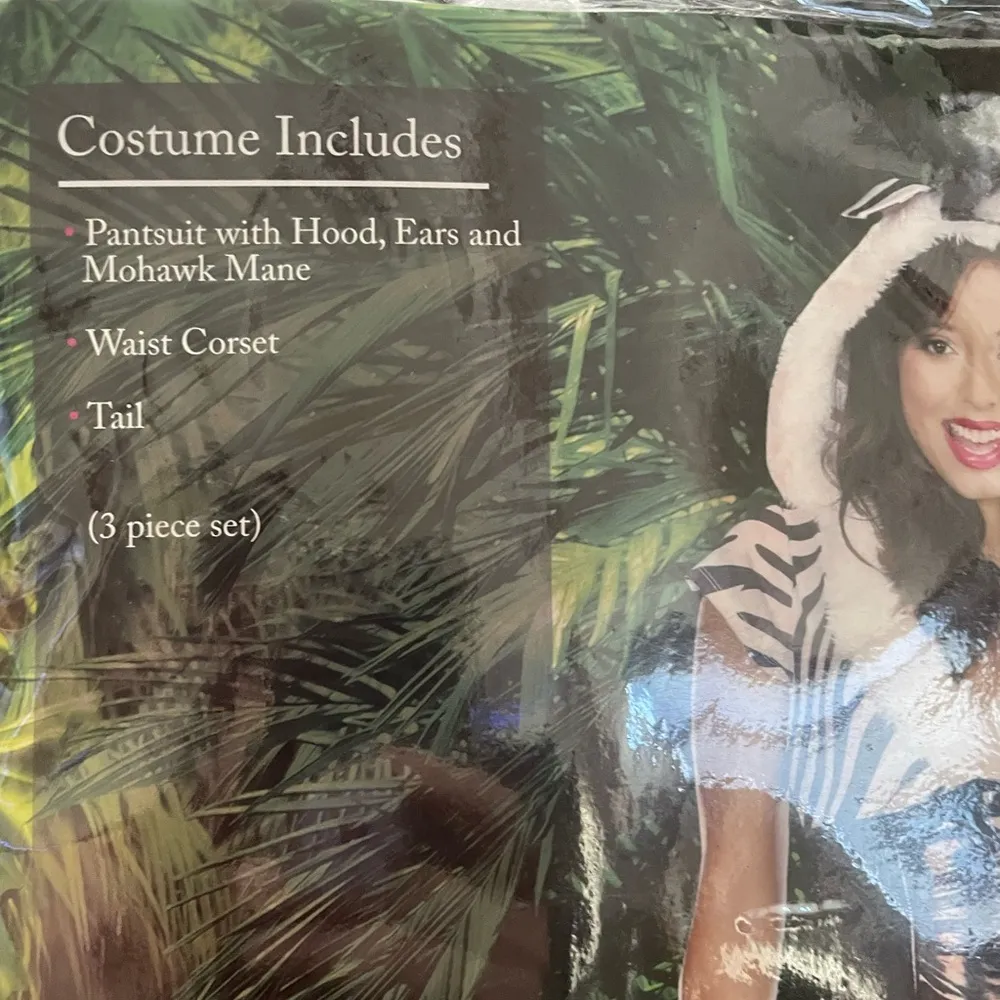 Costume Includes
• Pantsuit with Hood, Ears and
Mohawk Mane
• Waist Corset
• Tail
(3 piece set)